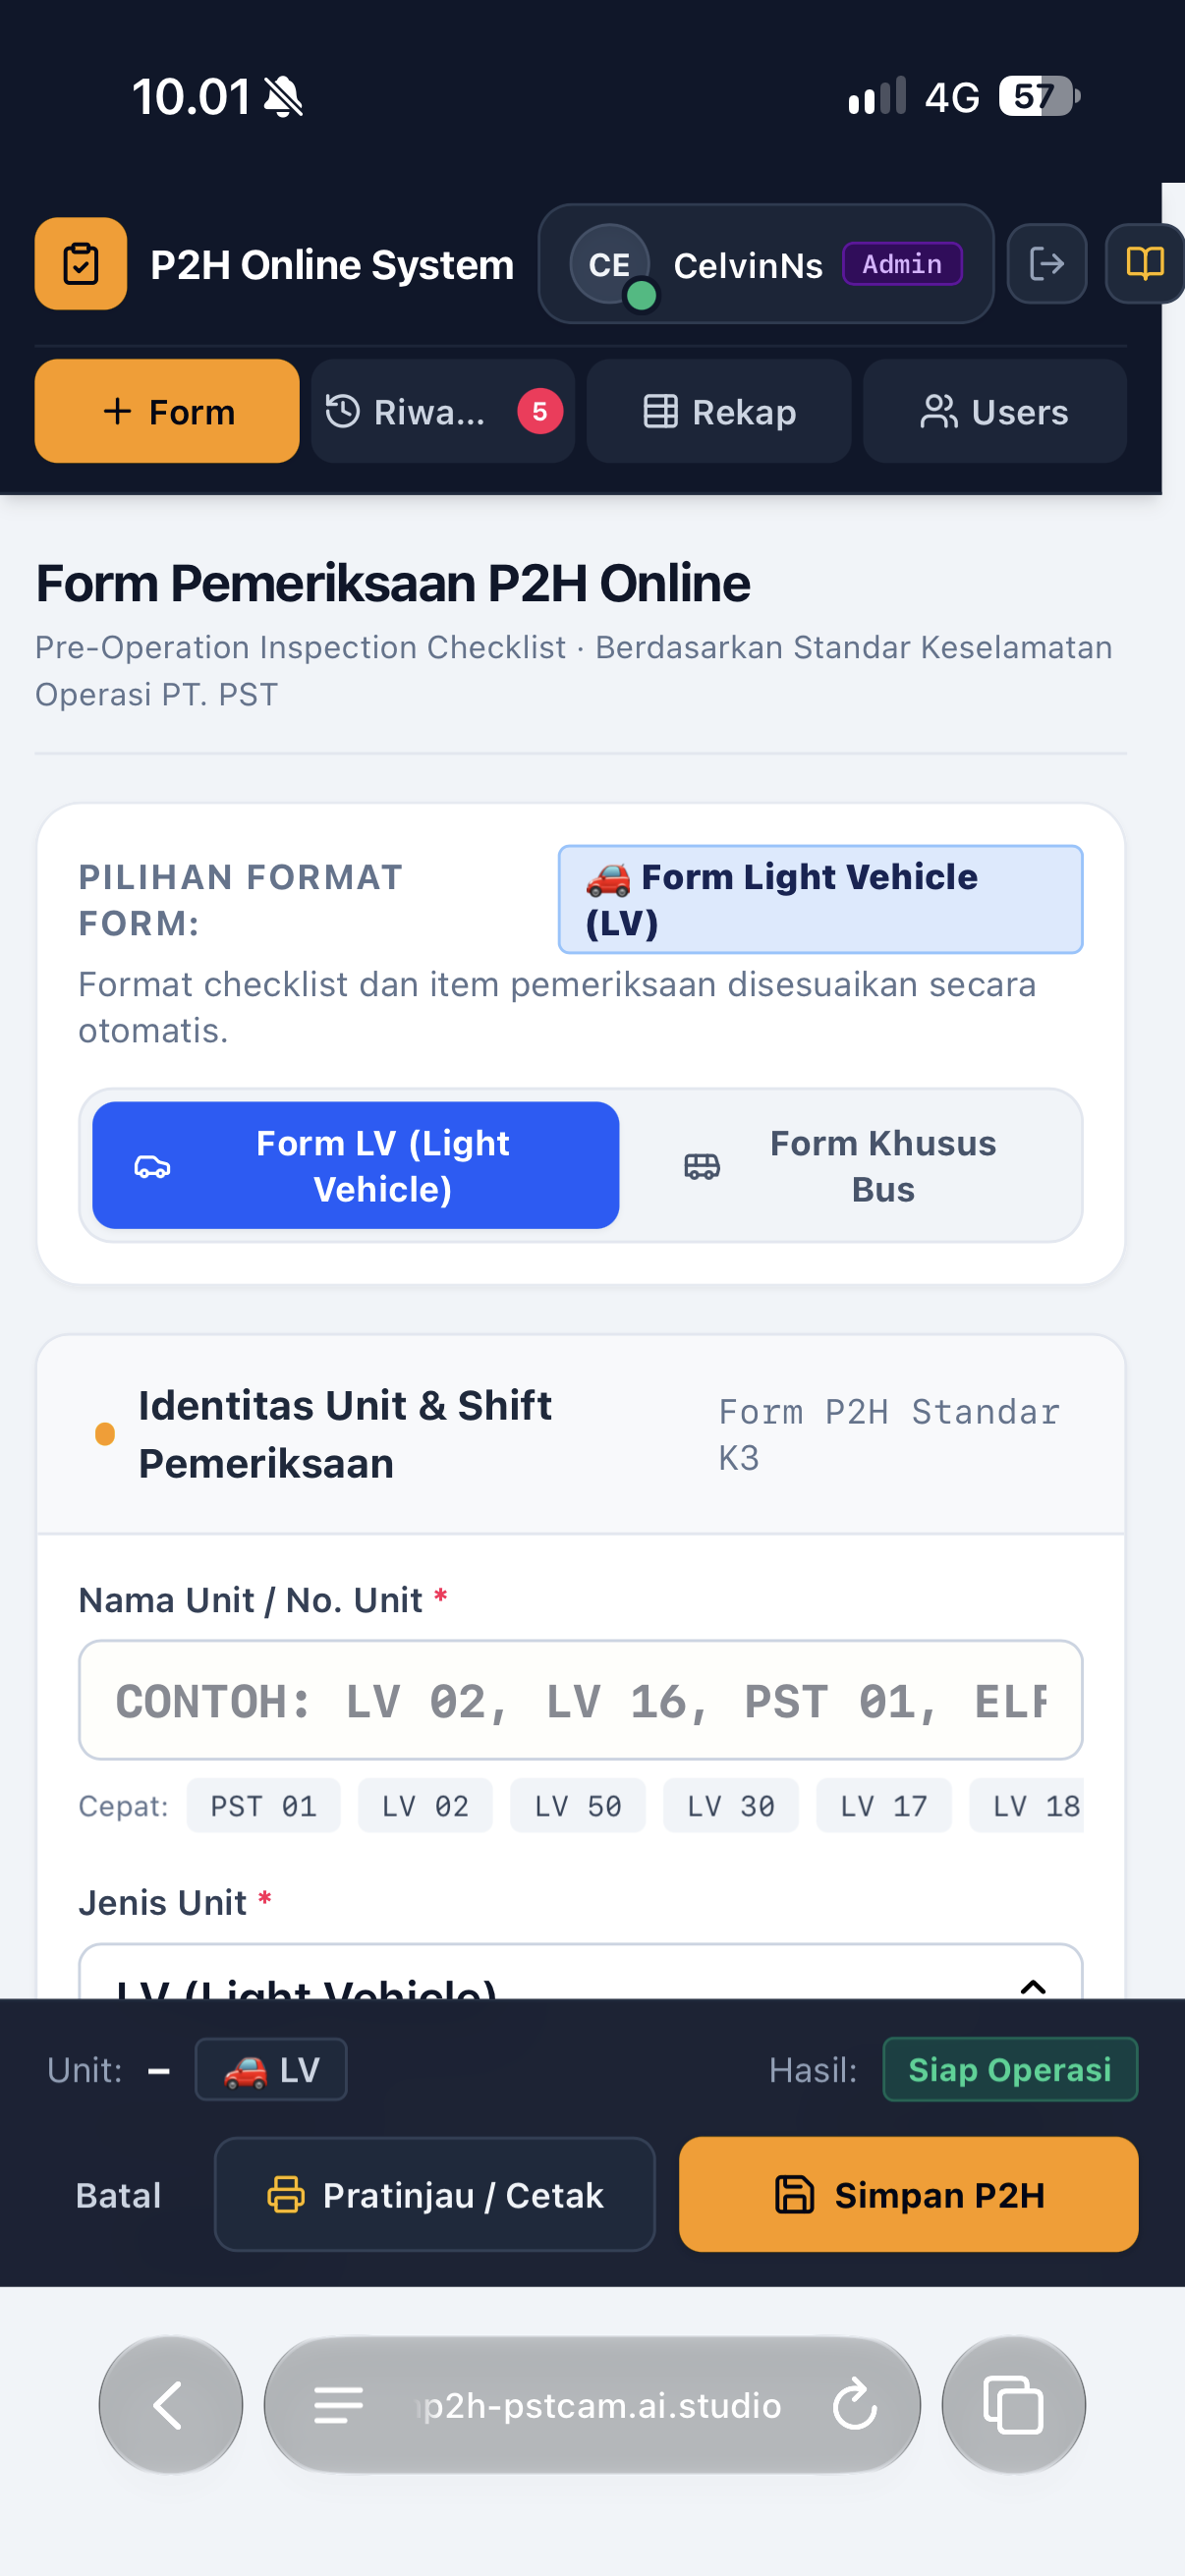 10.01
4G 57
P2H Online System
CE CelvinNs Admin
Form
Riwa... 5
Rekap
Users
Form Pemeriksaan P2H Online
Pre-Operation Inspection Checklist · Berdasarkan Standar Keselamatan
Operasi PT. PST
PILIHAN FORMAT
FORM:
🚗 Form Light Vehicle
(LV)
Format checklist dan item pemeriksaan disesuaikan secara
otomatis.
Form LV (Light
Vehicle)
Form Khusus
Bus
Identitas Unit & Shift
Pemeriksaan
Form P2H Standar
K3
Nama Unit / No. Unit *
CONTOH: LV 02, LV 16, PST 01, ELF
Cepat: PST 01 LV 02 LV 50 LV 30 LV 17 LV 18
Jenis Unit *
LV (Light Vehicle)
Unit: – 🚗 LV
Hasil: Siap Operasi
Batal
Pratinjau / Cetak
Simpan P2H
p2h-pstcam.ai.studio